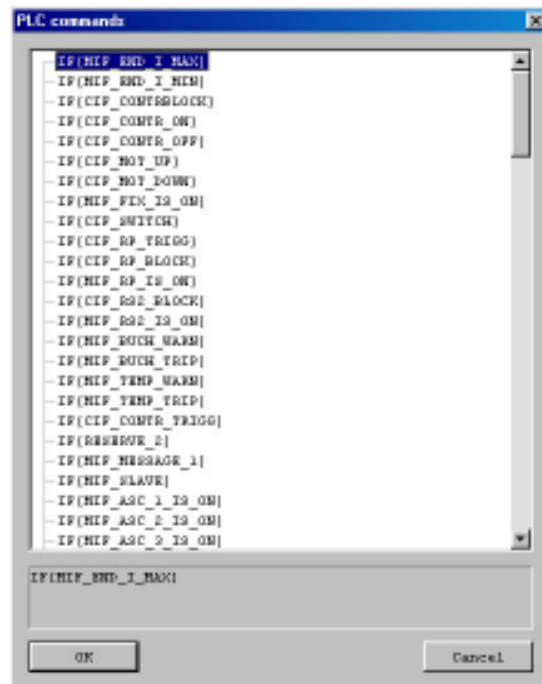 PLC commands
IF(MIF_END_I_MAX)
IF(MIF_END_I_MIN)
IF(CIF_CONTRBLOCK)
IF(CIF_CONTR_ON)
IF(CIF_CONTR_OFF)
IF(CIF_MOT_UP)
IF(CIF_MOT_DOWN)
IF(MIF_FIX_IS_ON)
IF(CIF_SWITCH)
IF(CIF_RP_TRIGG)
IF(CIF_RP_BLOCK)
IF(MIF_RP_IS_ON)
IF(CIF_RS2_BLOCK)
IF(MIF_RS2_IS_ON)
IF(MIF_BUCH_WARN)
IF(MIF_BUCH_TRIP)
IF(MIF_TEMP_WARN)
IF(MIF_TEMP_TRIP)
IF(CIF_CONTR_TRIGG)
IF(RESERVE_2)
IF(MIF_MESSAGE_1)
IF(MIF_SLAVE)
IF(MIF_ASC_1_IS_ON)
IF(MIF_ASC_2_IS_ON)
IF(MIF_ASC_3_IS_ON)
IF(MIF_END_I_MAX)
OK
Cancel